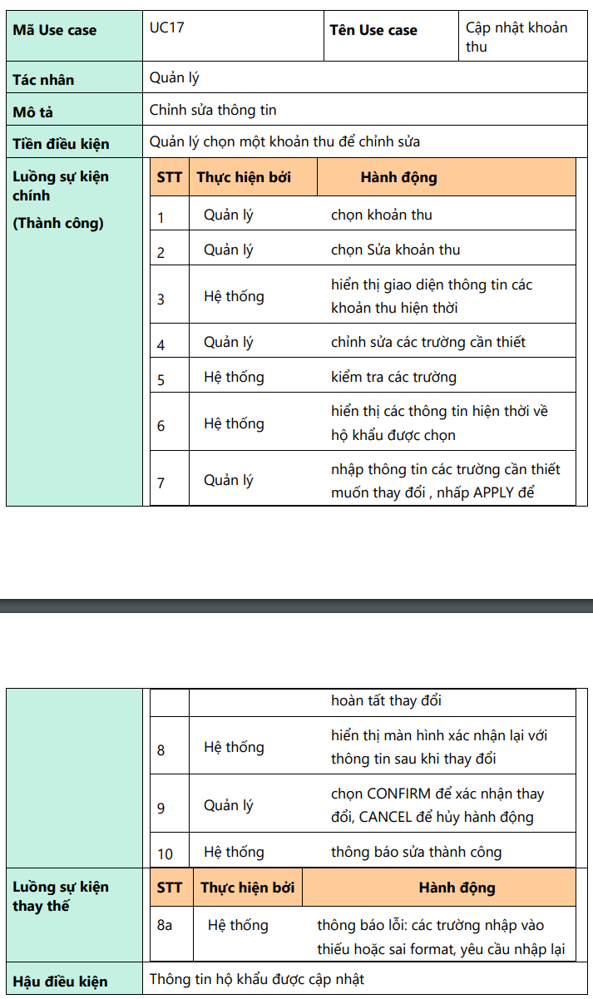 Mã Use case UC17 Tên Use case Cập nhật khoản
thu
Tác nhân Quản lý
Mô tả Chỉnh sửa thông tin
Tiền điều kiện Quản lý chọn một khoản thu để chỉnh sửa
Luồng sự kiện
chính
(Thành công)
STT Thực hiện bởi Hành động
1 Quản lý chọn khoản thu
2 Quản lý chọn Sửa khoản thu
3 Hệ thống hiển thị giao diện thông tin các
khoản thu hiện thời
4 Quản lý chỉnh sửa các trường cần thiết
5 Hệ thống kiểm tra các trường
6 Hệ thống hiển thị các thông tin hiện thời về
hộ khẩu được chọn
7 Quản lý nhập thông tin các trường cần thiết
muốn thay đổi , nhấp APPLY để
hoàn tất thay đổi
8 Hệ thống hiển thị màn hình xác nhận lại với
thông tin sau khi thay đổi
9 Quản lý chọn CONFIRM để xác nhận thay
đổi, CANCEL để hủy hành động
10 Hệ thống thông báo sửa thành công
Luồng sự kiện
thay thế
STT Thực hiện bởi Hành động
8a Hệ thống thông báo lỗi: các trường nhập vào
thiếu hoặc sai format, yêu cầu nhập lại
Hậu điều kiện Thông tin hộ khẩu được cập nhật